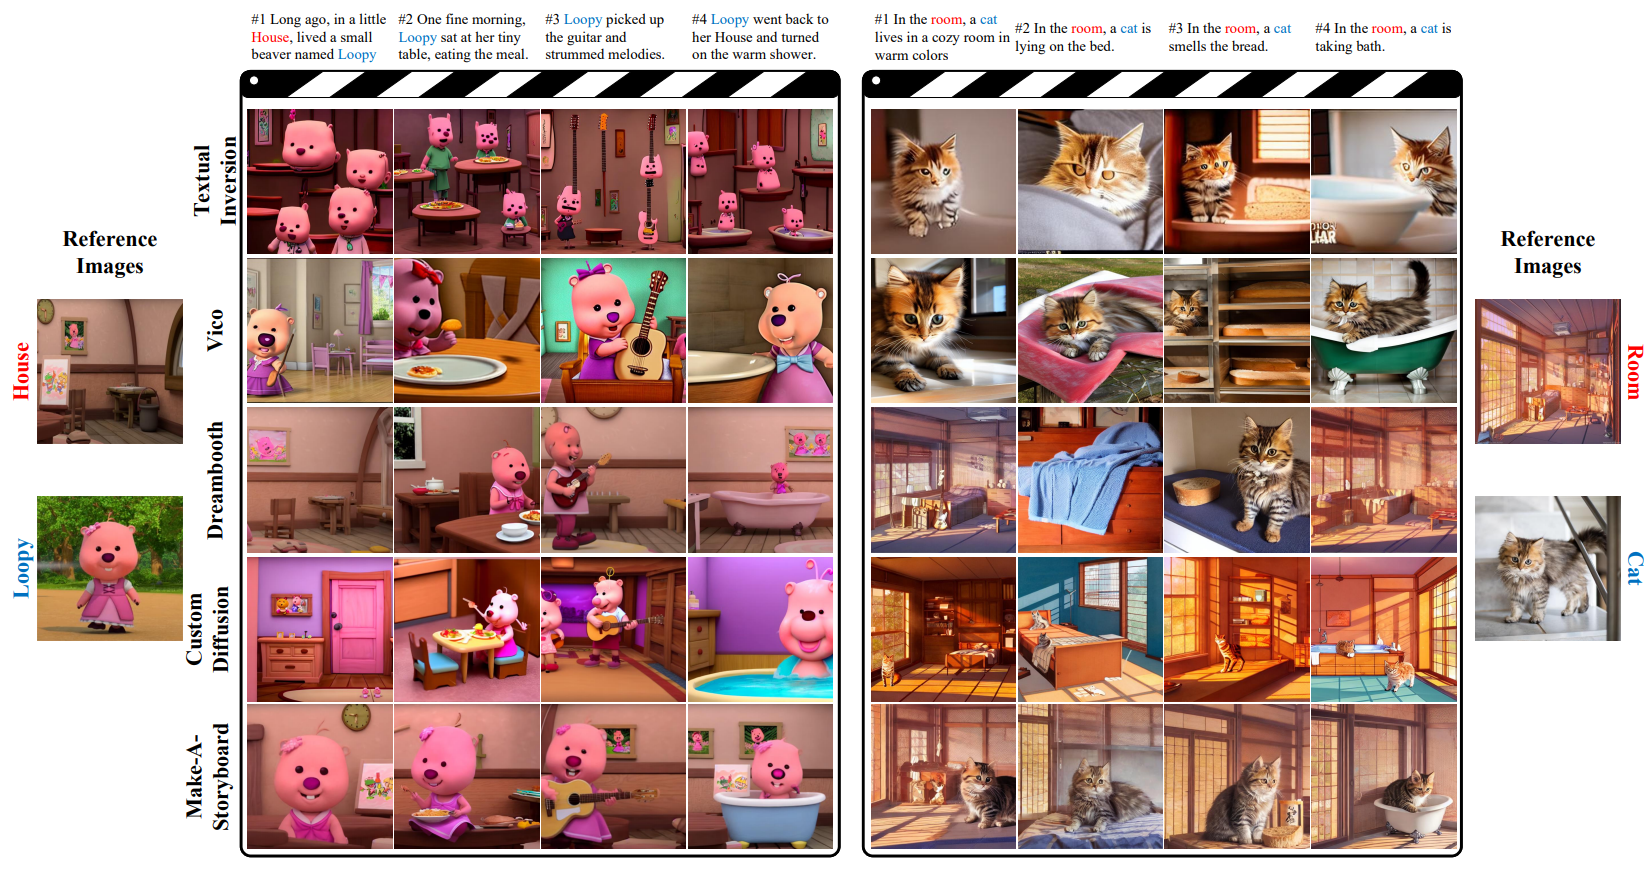 #1 Long ago, in a little
House, lived a small
beaver named Loopy
#2 One fine morning,
Loopy sat at her tiny
table, eating the meal.
#3 Loopy picked up
the guitar and
strummed melodies.
#4 Loopy went back to
her House and turned
on the warm shower.
#1 In the room, a cat
lives in a cozy room in
warm colors
#2 In the room, a cat is
lying on the bed.
#3 In the room, a cat
smells the bread.
#4 In the room, a cat is
taking bath.
Reference
Images
House
Loopy
Textual
Inversion
Vico
Dreambooth
Custom
Diffusion
Make-A-
Storyboard
Reference
Images
Room
Cat